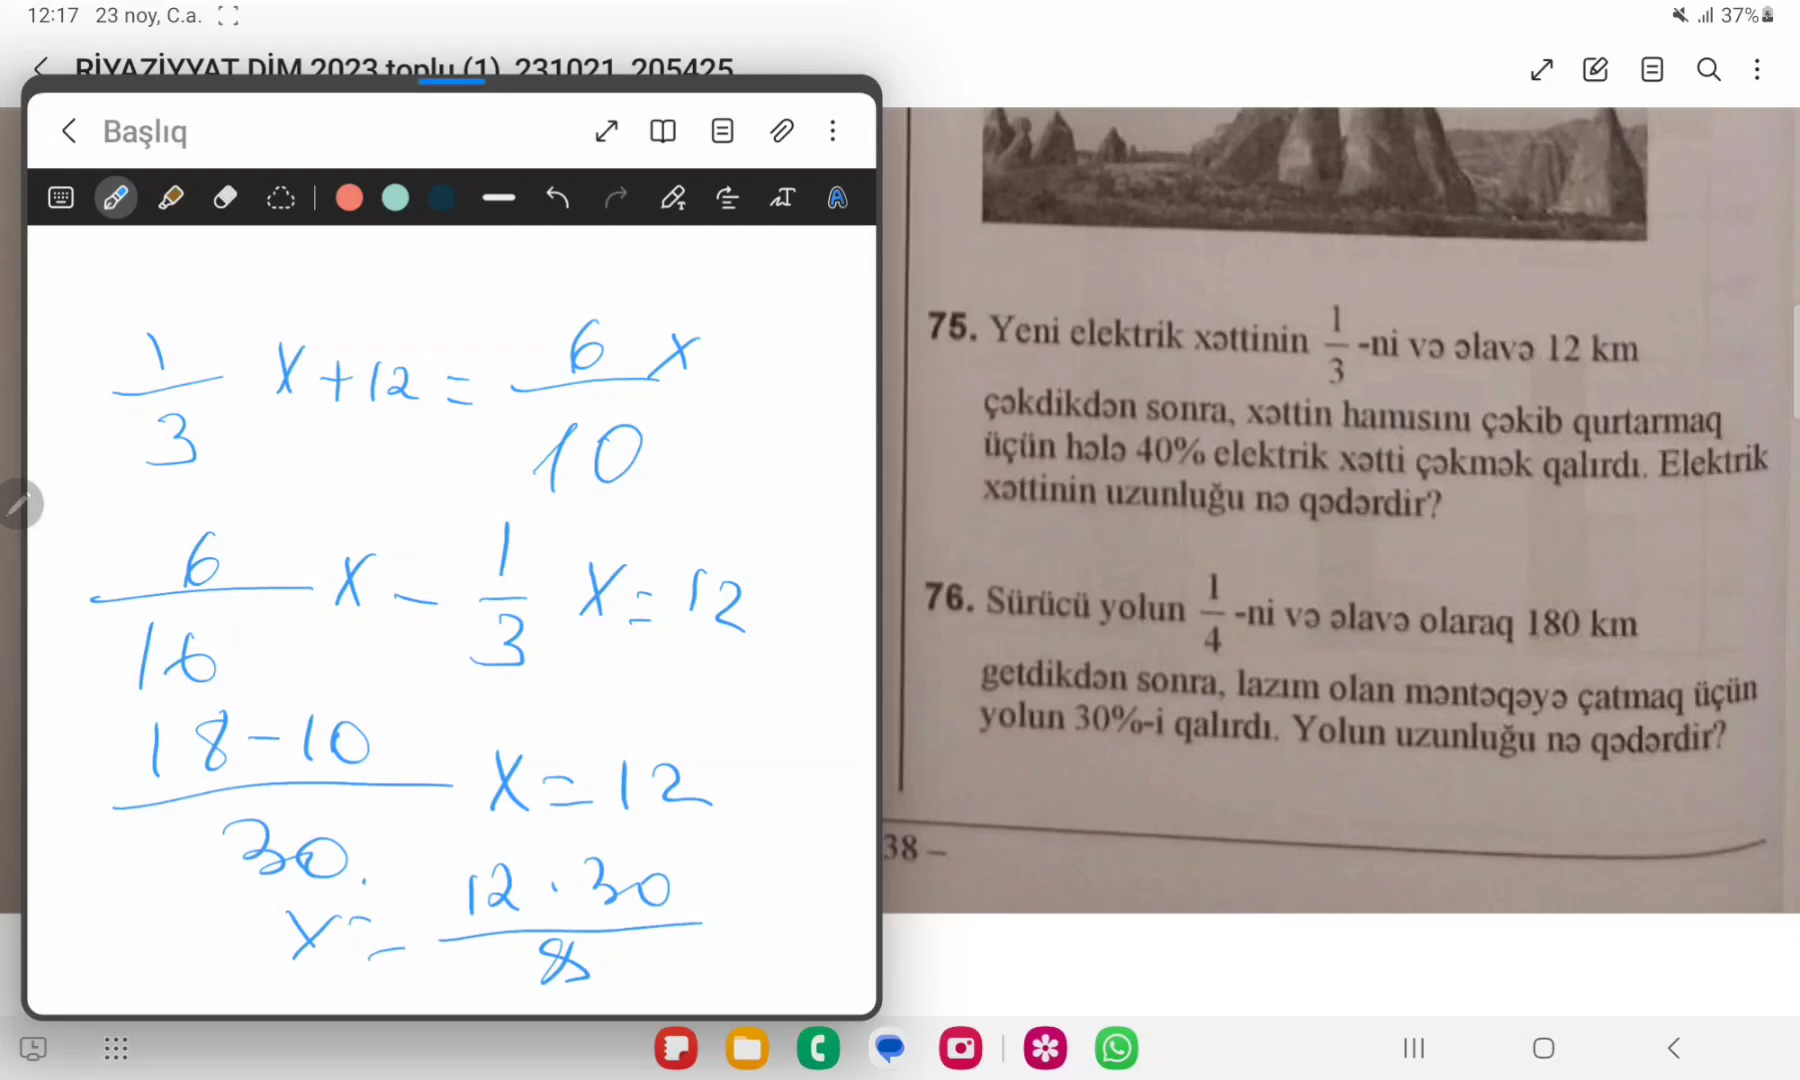 12:17 23 noy, C.a. 37%
RİYAZİYYAT DİM 2023 toplu (1)_231021_205425
Başlıq
1/3 x + 12 = 6/10 x
6/10 x - 1/3 x = 12
18-10/30 x = 12
x = 12 · 30/8
75. Yeni elektrik xəttinin 1/3 -ni və əlavə 12 km
çəkdikdən sonra, xəttin hamısını çəkib qurtarmaq
üçün hələ 40% elektrik xətti çəkmək qalırdı. Elektrik
xəttinin uzunluğu nə qədərdir?
76. Sürücü yolun 1/4 -ni və əlavə olaraq 180 km
getdikdən sonra, lazım olan məntəqəyə çatmaq üçün
yolun 30%-i qalırdı. Yolun uzunluğu nə qədərdir?
38 –